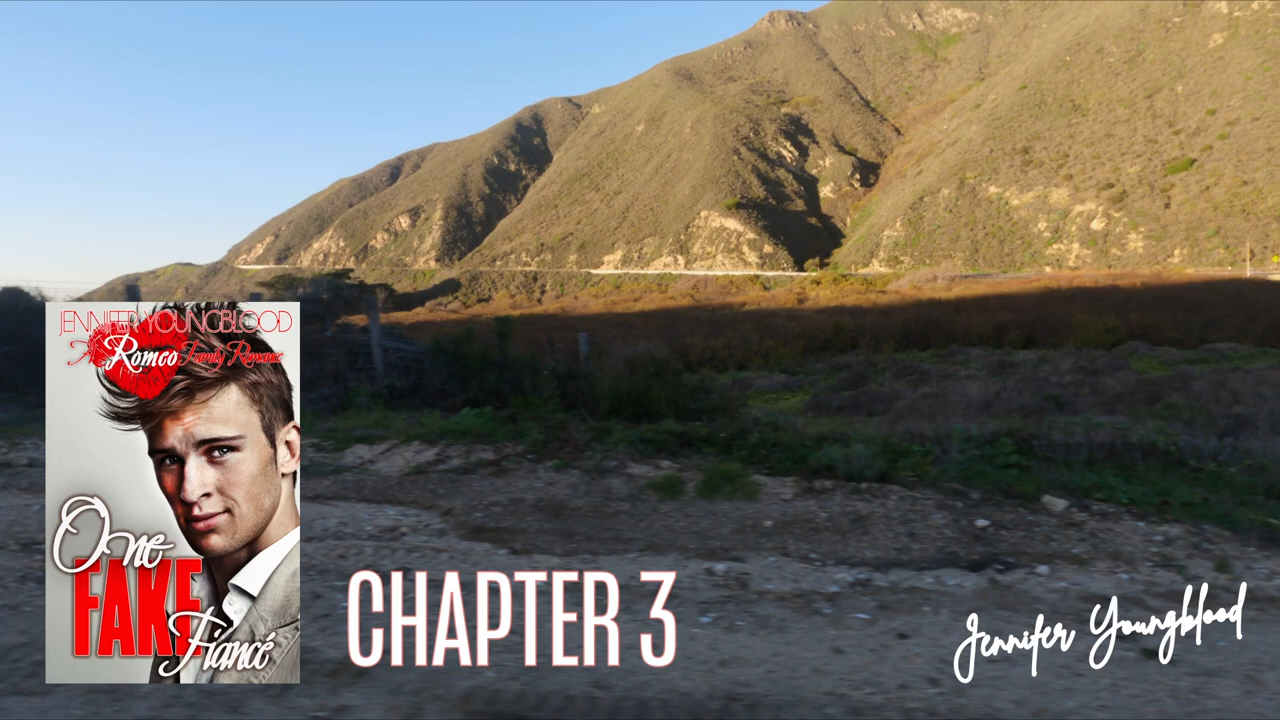 JENNIFER YOUNGBLOOD
A Romeo Family Romance
One
FAKE
Fiancé
CHAPTER 3
Jennifer Youngblood